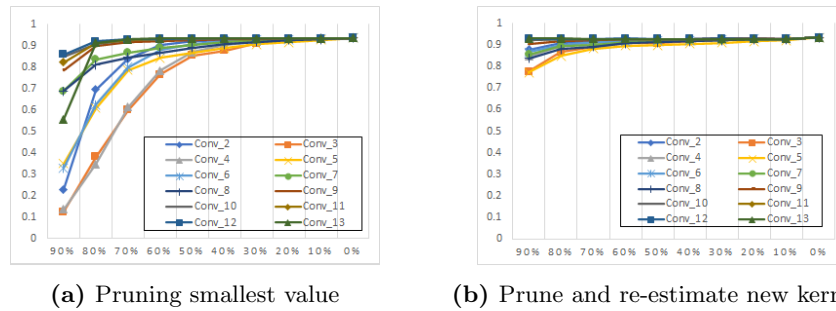 1
0.9
0.8
0.7
0.6
0.5
0.4
0.3
0.2
0.1
0
Conv_2 Conv_3
Conv_4 Conv_5
Conv_6 Conv_7
Conv_8 Conv_9
Conv_10 Conv_11
Conv_12 Conv_13
90% 80% 70% 60% 50% 40% 30% 20% 10% 0%
(a) Pruning smallest value
1
0.9
0.8
0.7
0.6
0.5
0.4
0.3
0.2
0.1
0
Conv_2 Conv_3
Conv_4 Conv_5
Conv_6 Conv_7
Conv_8 Conv_9
Conv_10 Conv_11
Conv_12 Conv_13
90% 80% 70% 60% 50% 40% 30% 20% 10% 0%
(b) Prune and re-estimate new kern